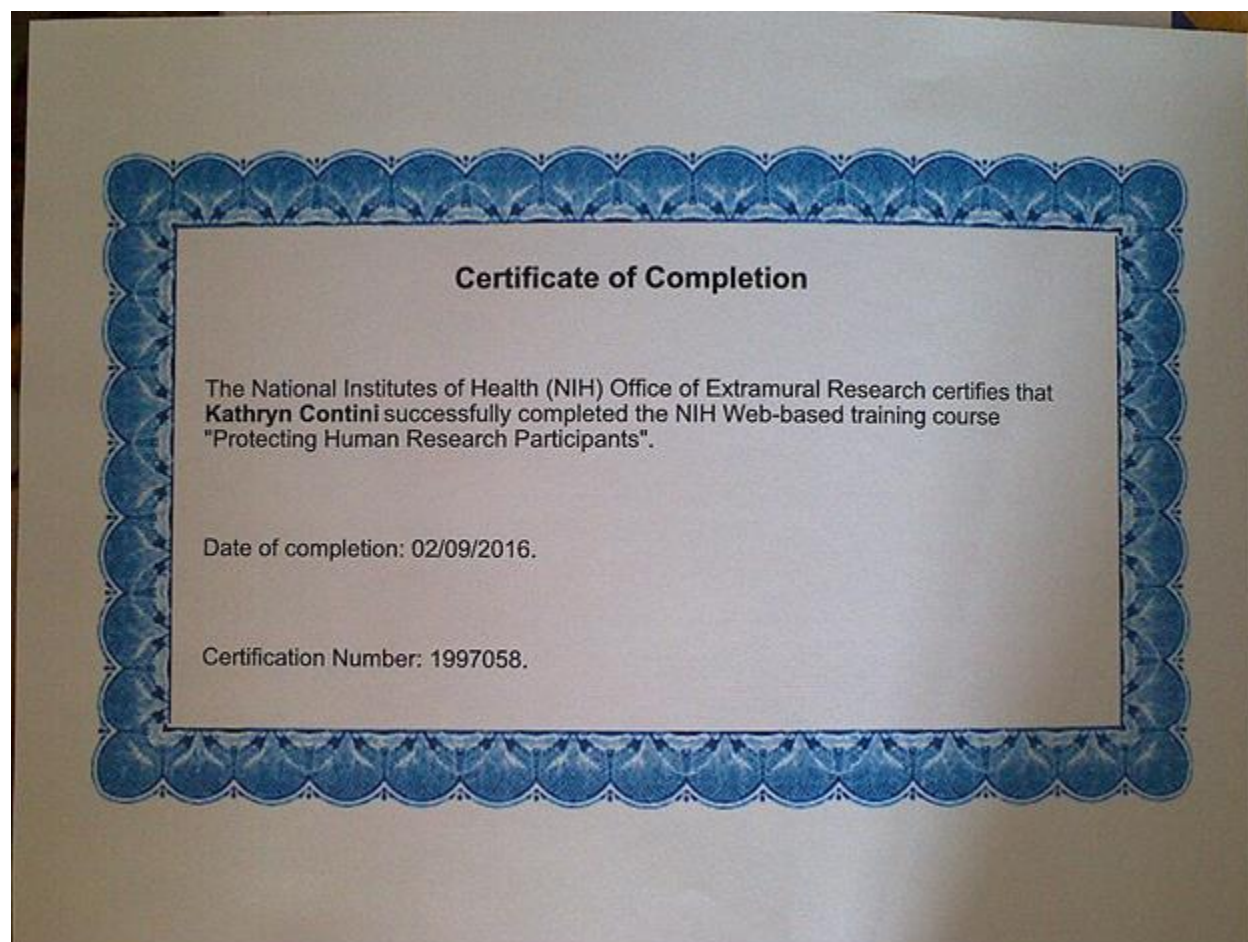 Certificate of Completion
The National Institutes of Health (NIH) Office of Extramural Research certifies that
Kathryn Contini successfully completed the NIH Web-based training course
"Protecting Human Research Participants".
Date of completion: 02/09/2016.
Certification Number: 1997058.